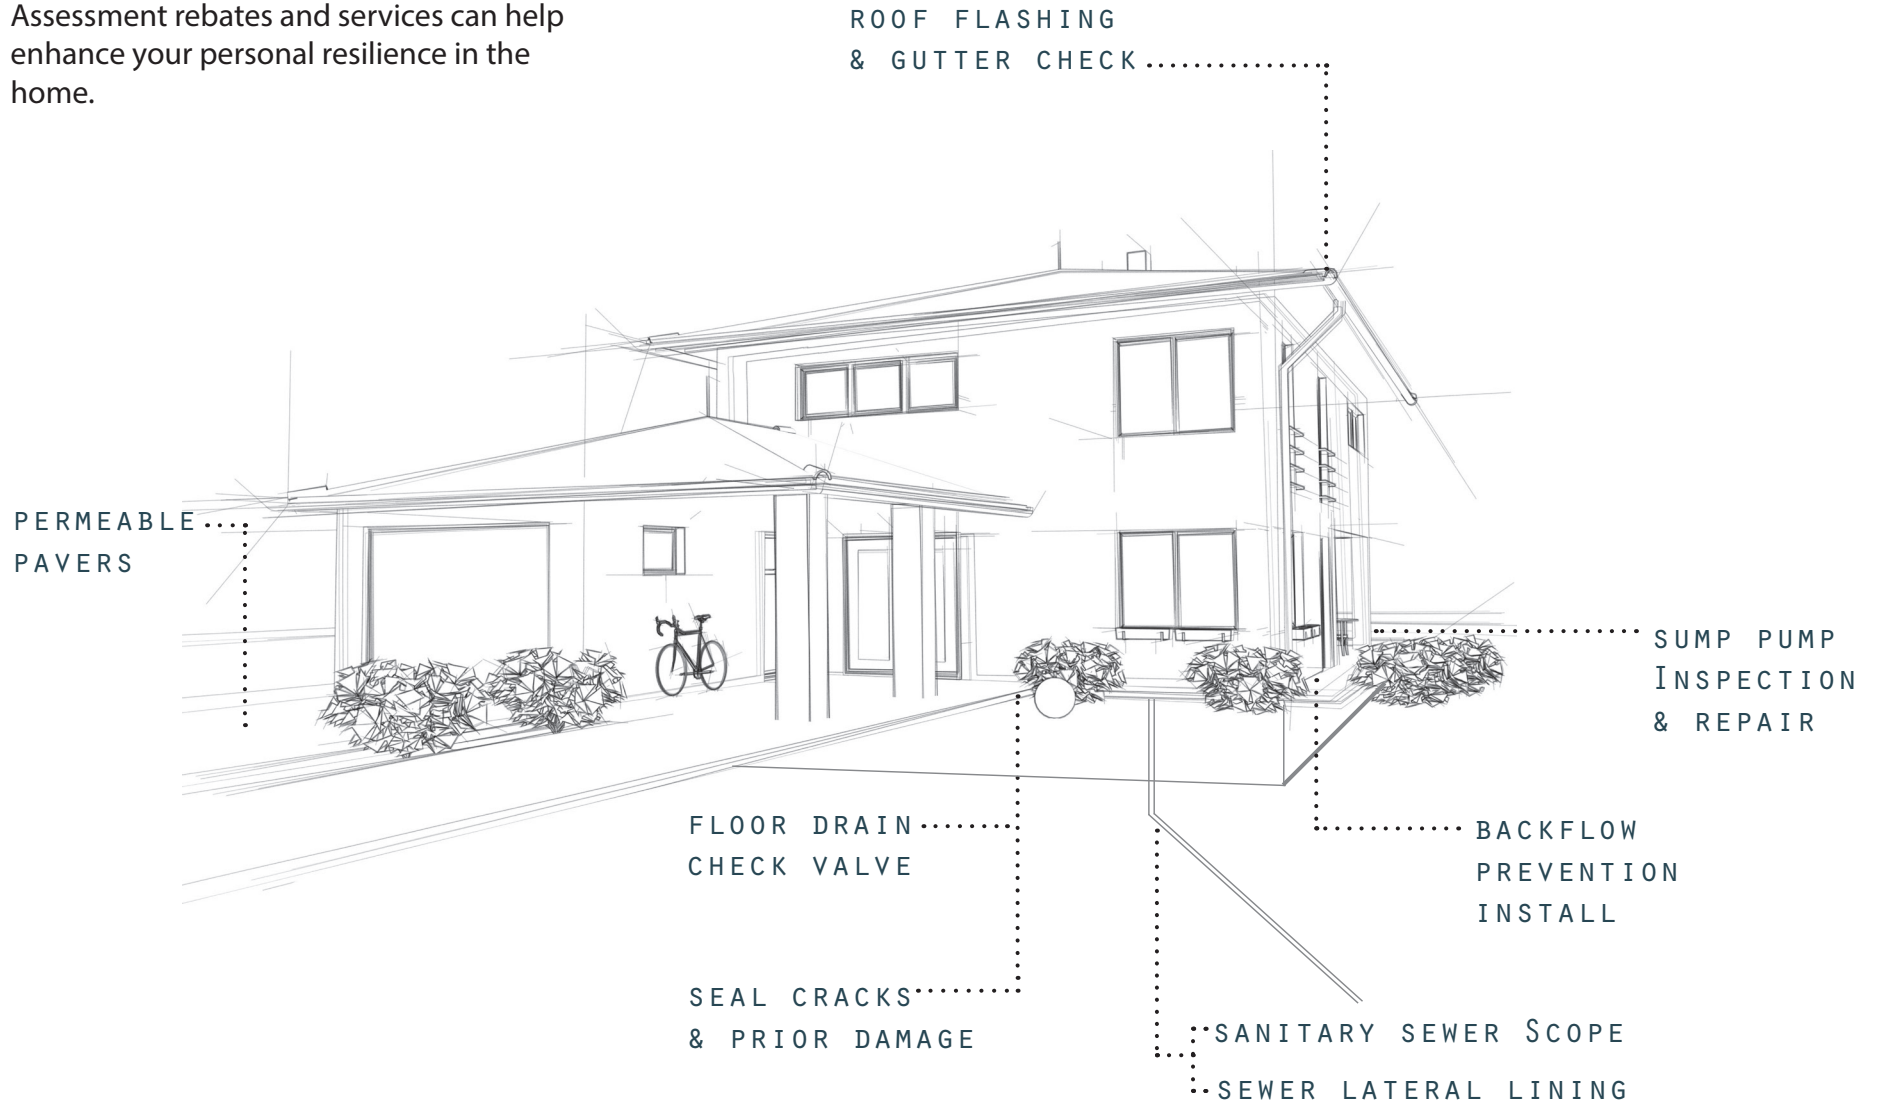 Assessment rebates and services can help
enhance your personal resilience in the
home.
ROOF FLASHING
& GUTTER CHECK
PERMEABLE
PAVERS
SUMP PUMP
INSPECTION
& REPAIR
FLOOR DRAIN
CHECK VALVE
BACKFLOW
PREVENTION
INSTALL
SEAL CRACKS
& PRIOR DAMAGE
SANITARY SEWER SCOPE
SEWER LATERAL LINING